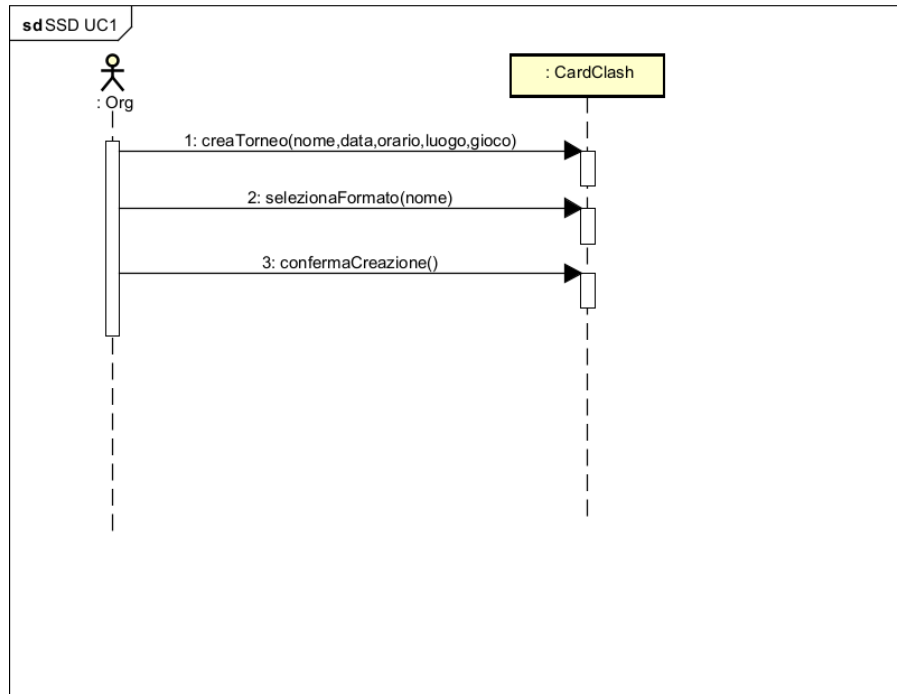 sd SSD UC1
: Org
: CardClash
1: creaTorneo(nome,data,orario,luogo,gioco)
2: selezionaFormato(nome)
3: confermaCreazione()